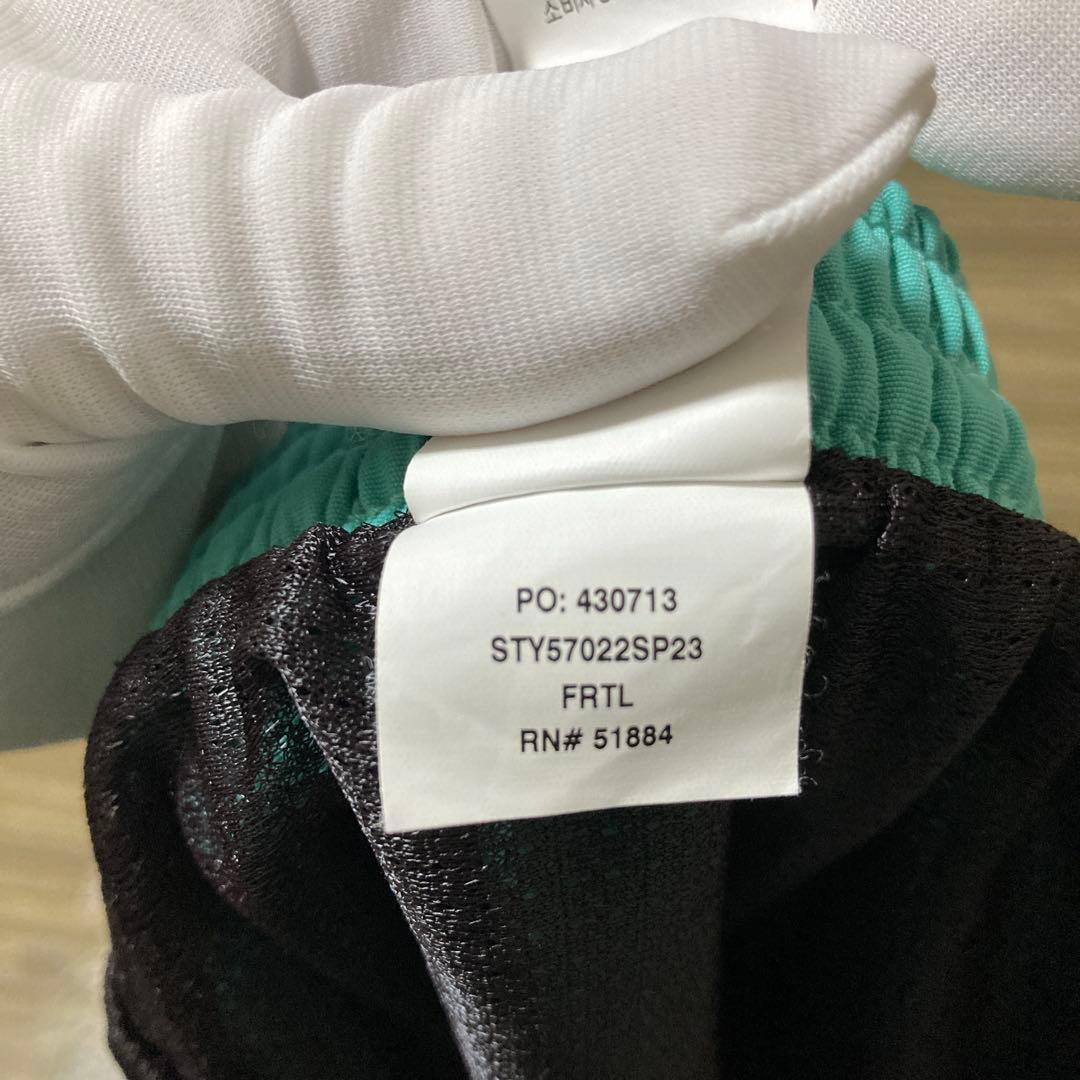 PO: 430713
STY57022SP23
FRTL
RN# 51884